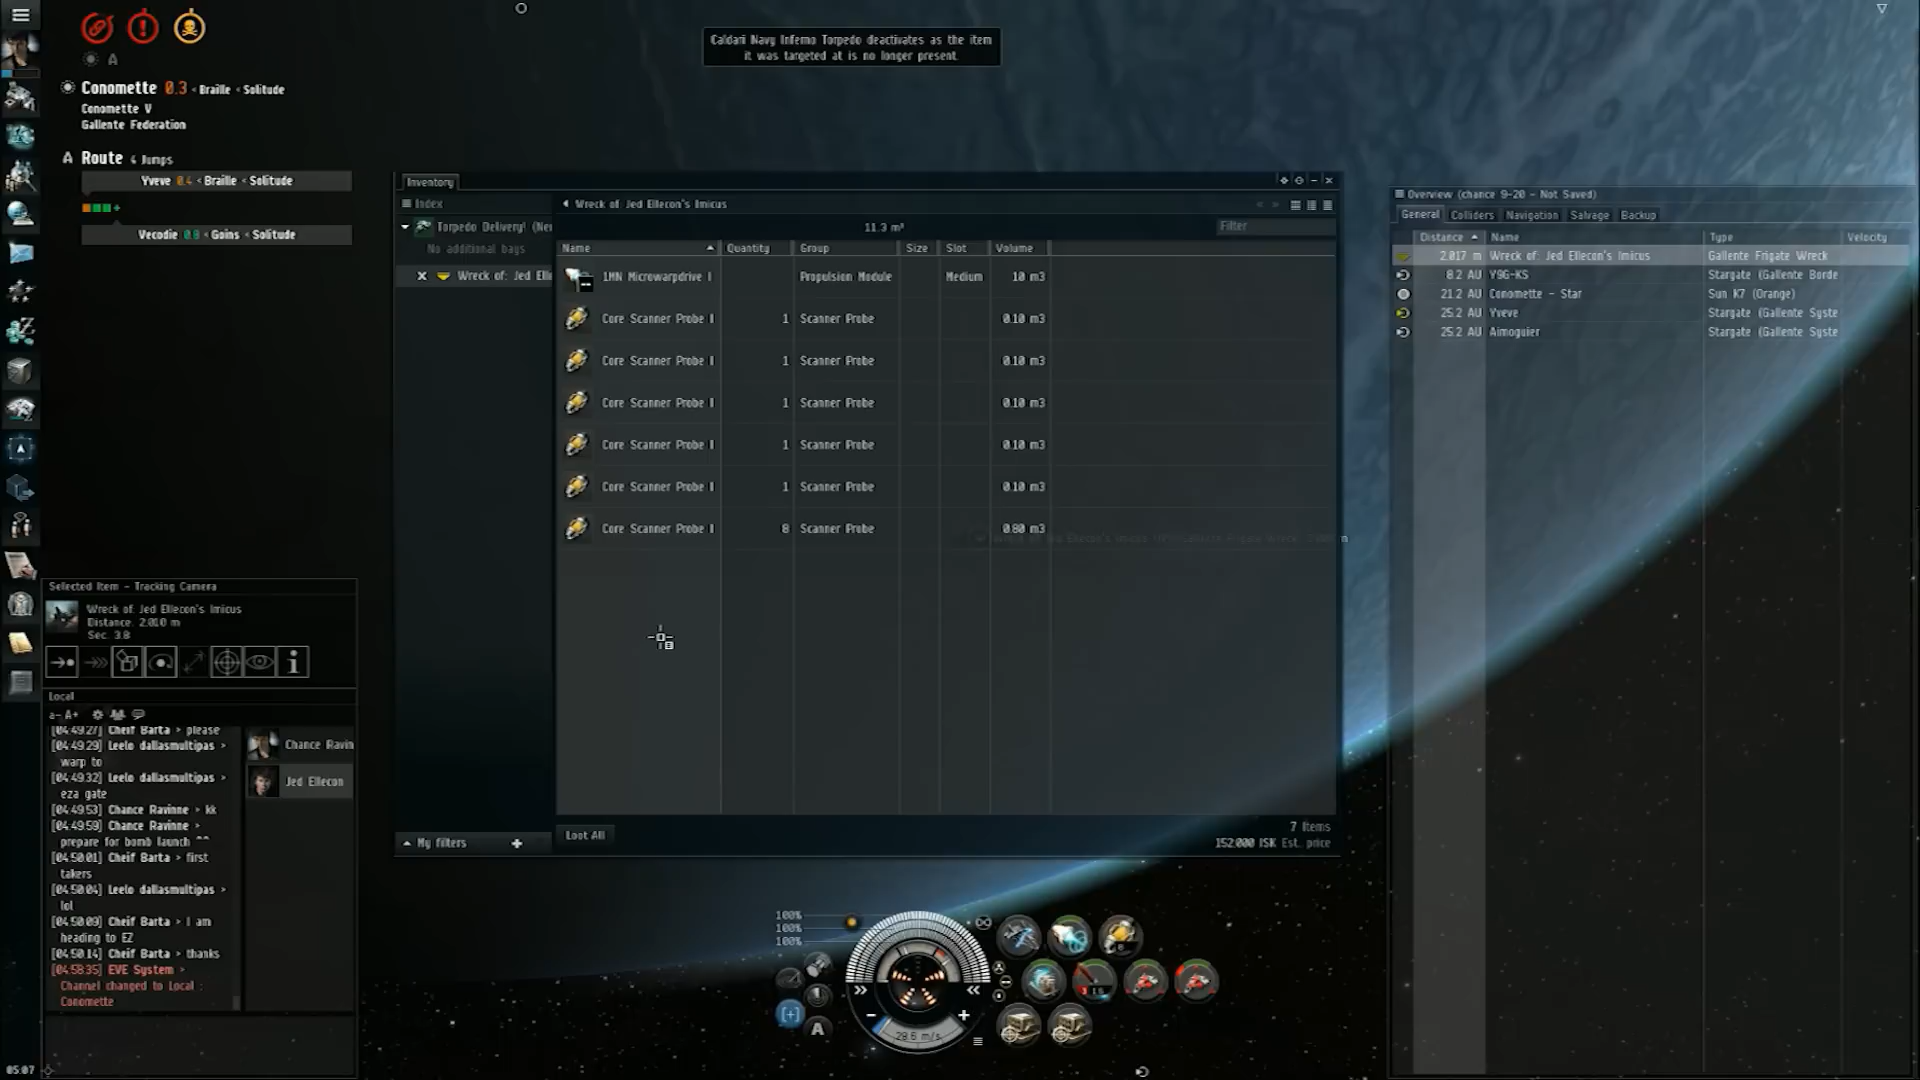 Caldari Navy Inferno Torpedo deactivates as the item
it was targeted at is no longer present.
A
Conomette 0.3 < Braille < Solitude
Conomette V
Gallente Federation
A Route 4 Jumps
Yveve 0.4 < Braille < Solitude
Vecodie 0.8 < Goins < Solitude
Inventory
Index
Wreck of Jed Ellecon's Imicus
Torpedo Delivery! (Ne
11.3 m³
Filter
No additional bays
X Wreck of: Jed Elle
Name Quantity Group Size Slot Volume
1MN Microwarpdrive I Propulsion Module Medium 10 m3
Core Scanner Probe I 1 Scanner Probe 0.10 m3
Core Scanner Probe I 1 Scanner Probe 0.10 m3
Core Scanner Probe I 1 Scanner Probe 0.10 m3
Core Scanner Probe I 1 Scanner Probe 0.10 m3
Core Scanner Probe I 1 Scanner Probe 0.10 m3
Core Scanner Probe I 8 Scanner Probe 0.80 m3
My filters +
Loot All
7 Items
152.000 ISK Est. price
Overview (chance 9-20 - Not Saved)
General Colliders Navigation Salvage Backup
Distance Name Type Velocity
2.017 m Wreck of: Jed Ellecon's Imicus Gallente Frigate Wreck
8.2 AU Y9G-KS Stargate (Gallente Borde
21.2 AU Conomette - Star Sun K7 (Orange)
25.2 AU Yveve Stargate (Gallente Syste
25.2 AU Aimoguier Stargate (Gallente Syste
Selected Item - Tracking Camera
Wreck of: Jed Ellecon's Imicus
Distance: 2.010 m
Sec: 3.8
Local
a- A+
[04:49:27] Cheif Barta > please
[04:49:29] Leelo dallasmultipas >
warp to
[04:49:32] Leelo dallasmultipas >
eza gate
[04:49:53] Chance Ravinne > kk
[04:49:59] Chance Ravinne >
prepare for bomb launch ^^
[04:50:01] Cheif Barta > first
takers
[04:50:04] Leelo dallasmultipas >
lol
[04:50:09] Cheif Barta > I am
heading to EZ
[04:50:14] Cheif Barta > thanks
[04:58:35] EVE System >
Channel changed to Local :
Conomette
Chance Ravin
Jed Ellecon
100%
100%
100%
A
28.6 m/s
05:07